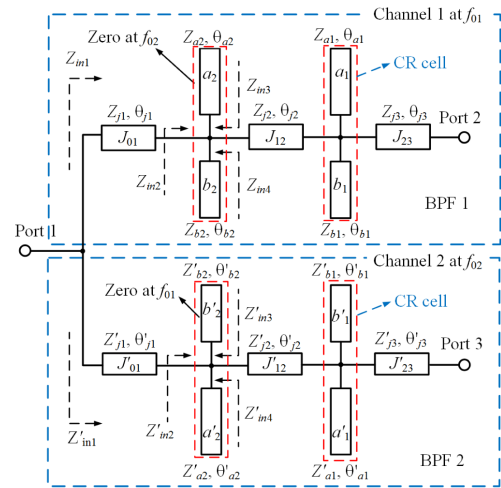 Channel 1 at f01
Zin1
Zero at f02
Za2, θa2
Za1, θa1
a2
Zin3
a1
CR cell
Zj1, θj1
Zj2, θj2
Zj3, θj3
Port 2
J01
J12
J23
Zin2
b2
Zin4
b1
BPF 1
Zb2, θb2
Zb1, θb1
Port 1
Channel 2 at f02
Z'b2, θ'b2
Z'b1, θ'b1
Zero at f01
b'2
Z'in3
b'1
CR cell
Z'j1, θ'j1
Z'j2, θ'j2
Z'j3, θ'j3
Port 3
J'01
J'12
J'23
Z'in1
Z'in2
a'2
Z'in4
a'1
BPF 2
Z'a2, θ'a2
Z'a1, θ'a1